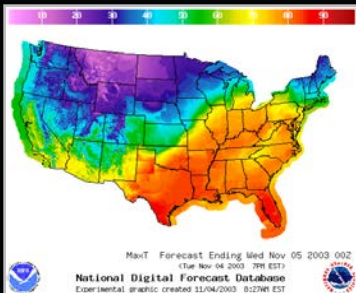 10 20 30 40 50 60 70 80 90
MaxT Forecast Ending Wed Nov 05 2003 00Z
(Tue Nov 04 2003 7PM EST)
National Digital Forecast Database
Experimental graphic created 11/04/2003 8:27AM EST